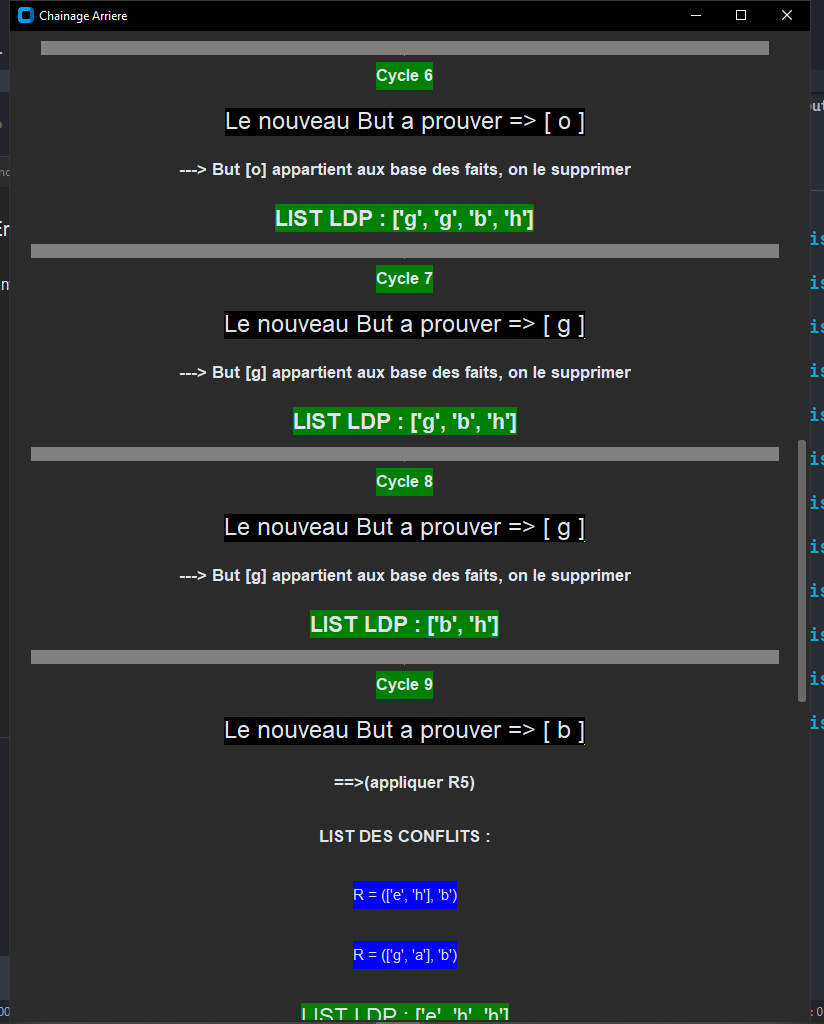 Chainage Arriere
Cycle 6
Le nouveau But a prouver => [ o ]
---> But [o] appartient aux base des faits, on le supprimer
LIST LDP : ['g', 'g', 'b', 'h']
Cycle 7
Le nouveau But a prouver => [ g ]
---> But [g] appartient aux base des faits, on le supprimer
LIST LDP : ['g', 'b', 'h']
Cycle 8
Le nouveau But a prouver => [ g ]
---> But [g] appartient aux base des faits, on le supprimer
LIST LDP : ['b', 'h']
Cycle 9
Le nouveau But a prouver => [ b ]
==>(appliquer R5)
LIST DES CONFLITS :
R = (['e', 'h'], 'b')
R = (['g', 'a'], 'b')
LIST LDP : ['e', 'h', 'h']